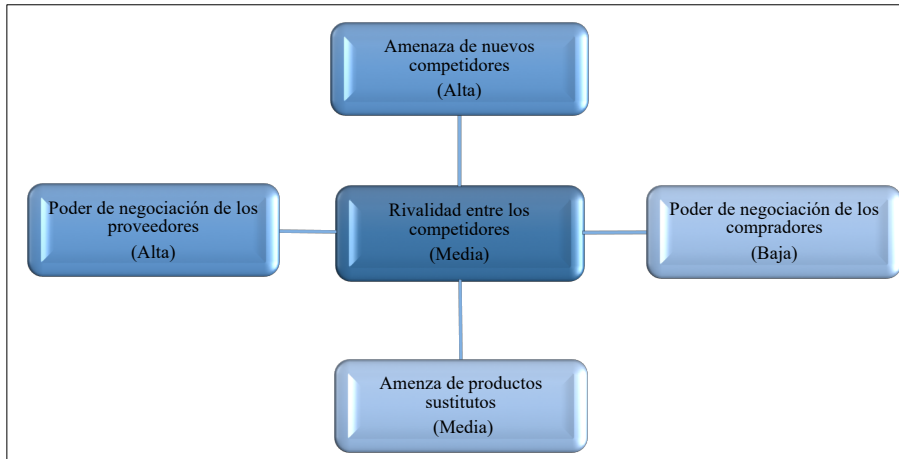 Amenaza de nuevos
competidores
(Alta)
Poder de negociación de los
proveedores
(Alta)
Rivalidad entre los
competidores
(Media)
Poder de negociación de los
compradores
(Baja)
Amenza de productos
sustitutos
(Media)